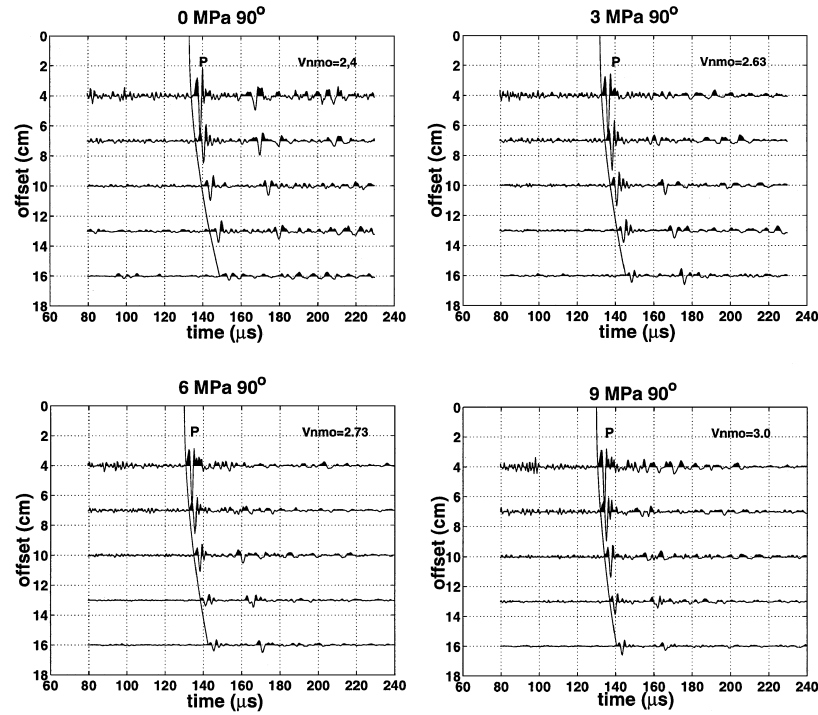 0 MPa 90°
Vnmo=2,4
P
offset (cm)
0
2
4
6
8
10
12
14
16
18
60 80 100 120 140 160 180 200 220 240
time (μs)
3 MPa 90°
Vnmo=2.63
P
offset (cm)
0
2
4
6
8
10
12
14
16
18
60 80 100 120 140 160 180 200 220 240
time (μs)
6 MPa 90°
Vnmo=2.73
P
offset (cm)
0
2
4
6
8
10
12
14
16
18
60 80 100 120 140 160 180 200 220 240
time (μs)
9 MPa 90°
Vnmo=3.0
P
offset (cm)
0
2
4
6
8
10
12
14
16
18
60 80 100 120 140 160 180 200 220 240
time (μs)